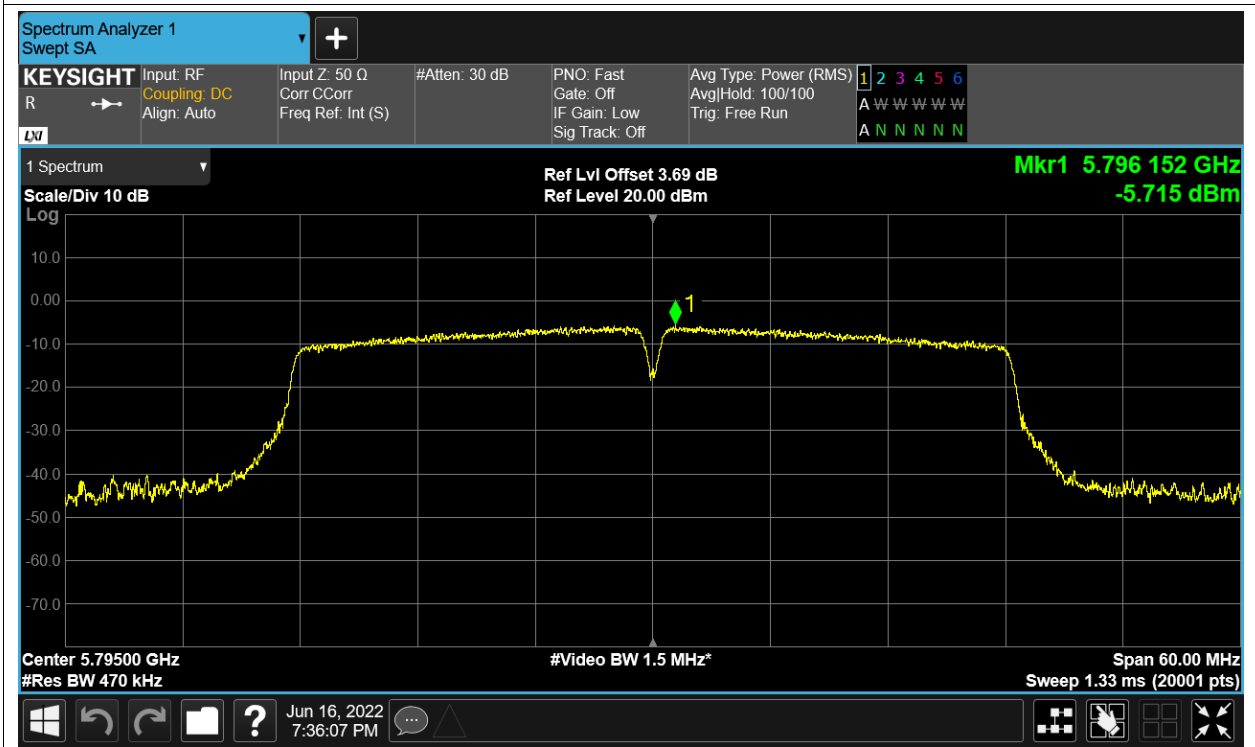 Spectrum Analyzer 1
Swept SA
KEYSIGHT
R
LXI
Input: RF
Coupling: DC
Align: Auto
Input Z: 50 Ω
Corr CCorr
Freq Ref: Int (S)
#Atten: 30 dB
PNO: Fast
Gate: Off
IF Gain: Low
Sig Track: Off
Avg Type: Power (RMS)
Avg|Hold: 100/100
Trig: Free Run
1 2 3 4 5 6
A W W W W W
A N N N N N
1 Spectrum
Scale/Div 10 dB
Ref Lvl Offset 3.69 dB
Ref Level 20.00 dBm
Mkr1 5.796 152 GHz
-5.715 dBm
Log
10.0
0.00
-10.0
-20.0
-30.0
-40.0
-50.0
-60.0
-70.0
1
Center 5.79500 GHz
#Res BW 470 kHz
#Video BW 1.5 MHz*
Span 60.00 MHz
Sweep 1.33 ms (20001 pts)
?
Jun 16, 2022
7:36:07 PM